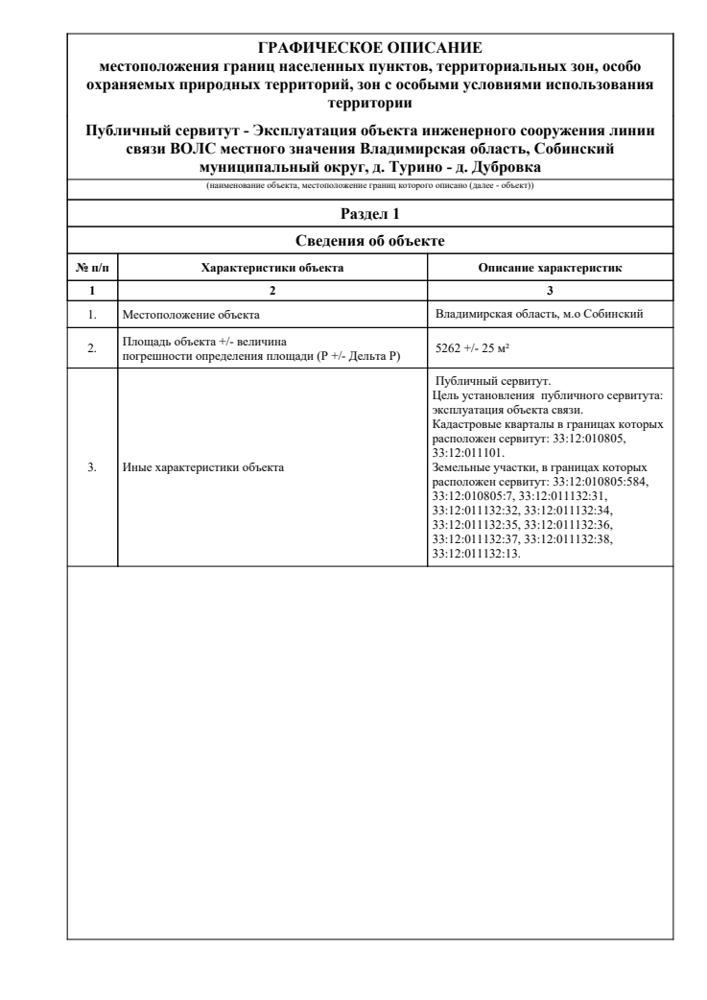 ГРАФИЧЕСКОЕ ОПИСАНИЕ
местоположения границ населенных пунктов, территориальных зон, особо
охраняемых природных территорий, зон с особыми условиями использования
территории
Публичный сервитут - Эксплуатация объекта инженерного сооружения линии
связи ВОЛС местного значения Владимирская область, Собинский
муниципальный округ, д. Турино - д. Дубровка
(наименование объекта, местоположение границ которого описано (далее - объект))
Раздел 1
Сведения об объекте
№ п/п Характеристики объекта Описание характеристик
1 2 3
1. Местоположение объекта Владимирская область, м.о Собинский
2. Площадь объекта +/- величина
погрешности определения площади (Р +/- Дельта Р) 5262 +/- 25 м²
3. Иные характеристики объекта
Публичный сервитут.
Цель установления  публичного сервитута:
эксплуатация объекта связи.
Кадастровые кварталы в границах которых
расположен сервитут: 33:12:010805,
33:12:011101.
Земельные участки, в границах которых
расположен сервитут: 33:12:010805:584,
33:12:010805:7, 33:12:011132:31,
33:12:011132:32, 33:12:011132:34,
33:12:011132:35, 33:12:011132:36,
33:12:011132:37, 33:12:011132:38,
33:12:011132:13.